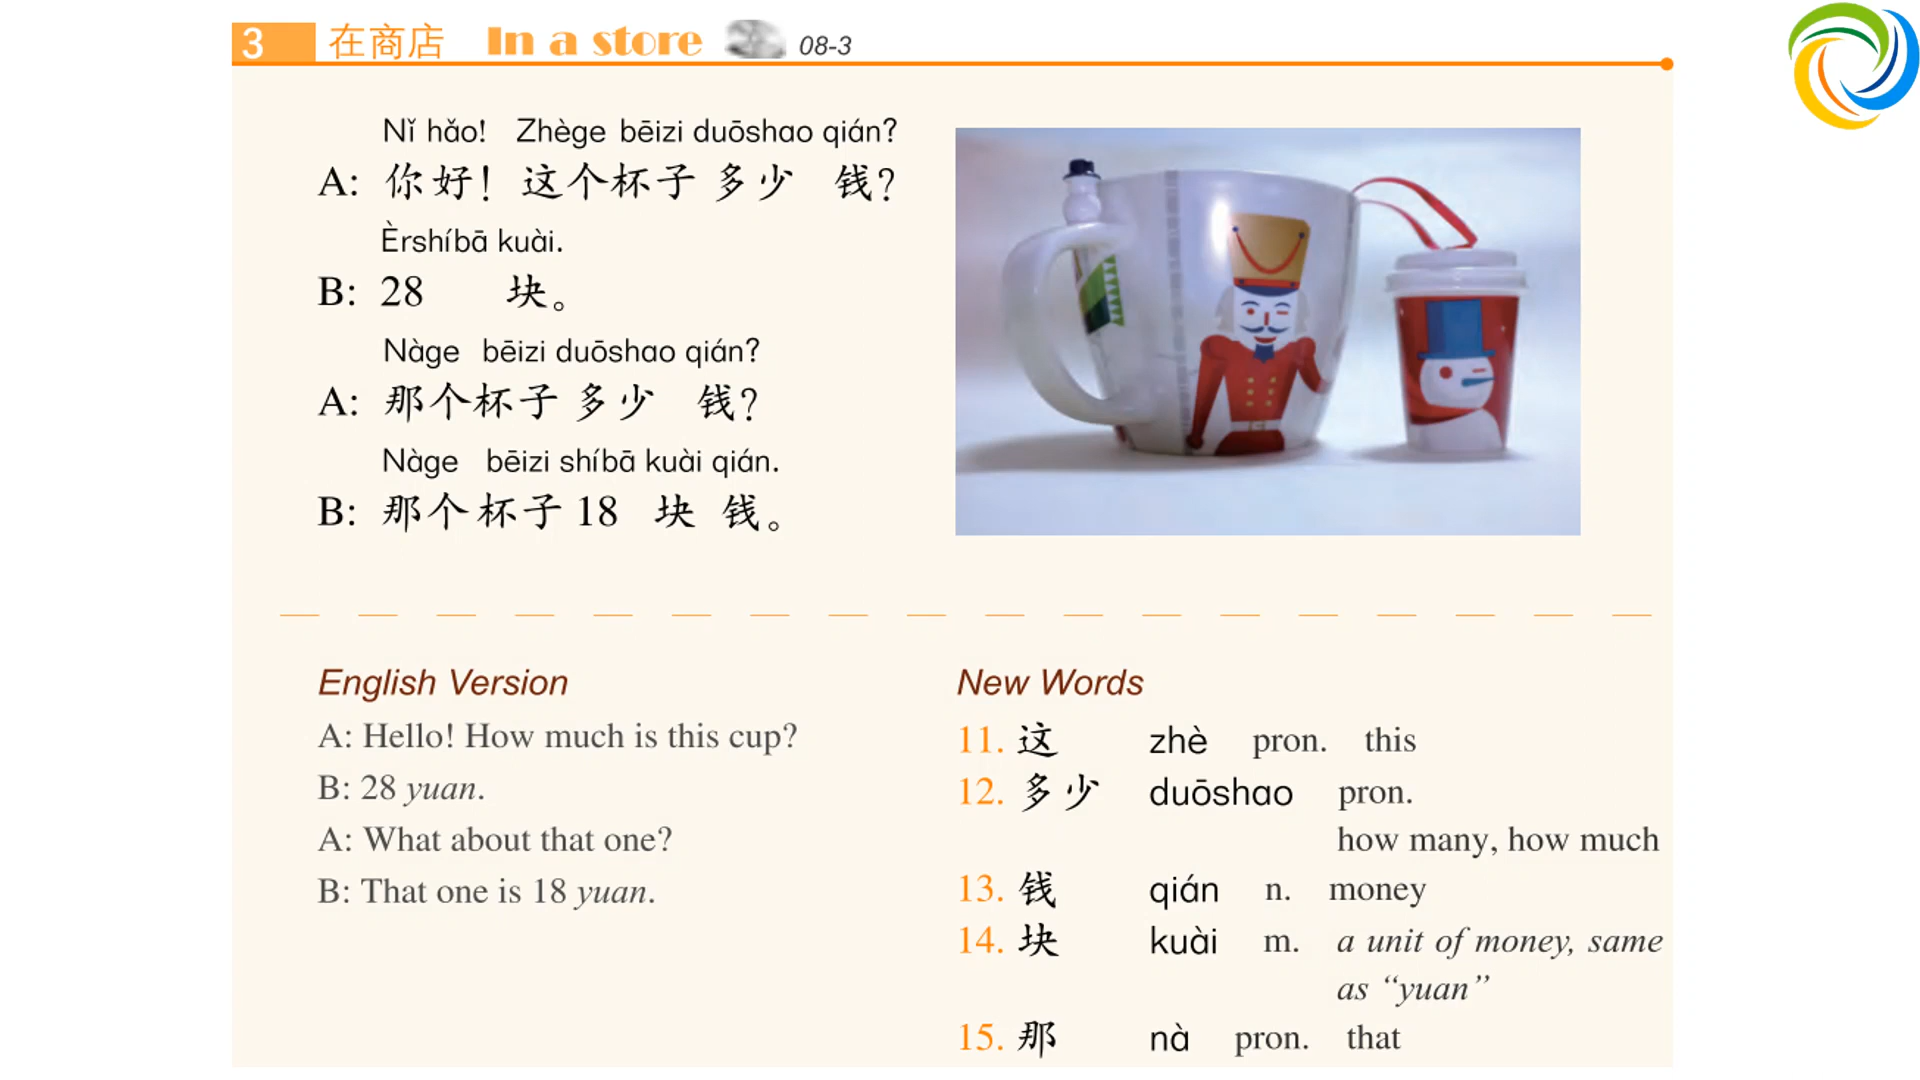 3 在商店 In a store 08-3
Nǐ hǎo! Zhège bēizi duōshao qián?
A: 你好！这个杯子多少钱？
Èrshíbā kuài.
B: 28 块。
Nàge bēizi duōshao qián?
A: 那个杯子多少钱？
Nàge bēizi shíbā kuài qián.
B: 那个杯子18块钱。
English Version
A: Hello! How much is this cup?
B: 28 yuan.
A: What about that one?
B: That one is 18 yuan.
New Words
11. 这 zhè pron. this
12. 多少 duōshao pron.
how many, how much
13. 钱 qián n. money
14. 块 kuài m. a unit of money, same
as “yuan”
15. 那 nà pron. that